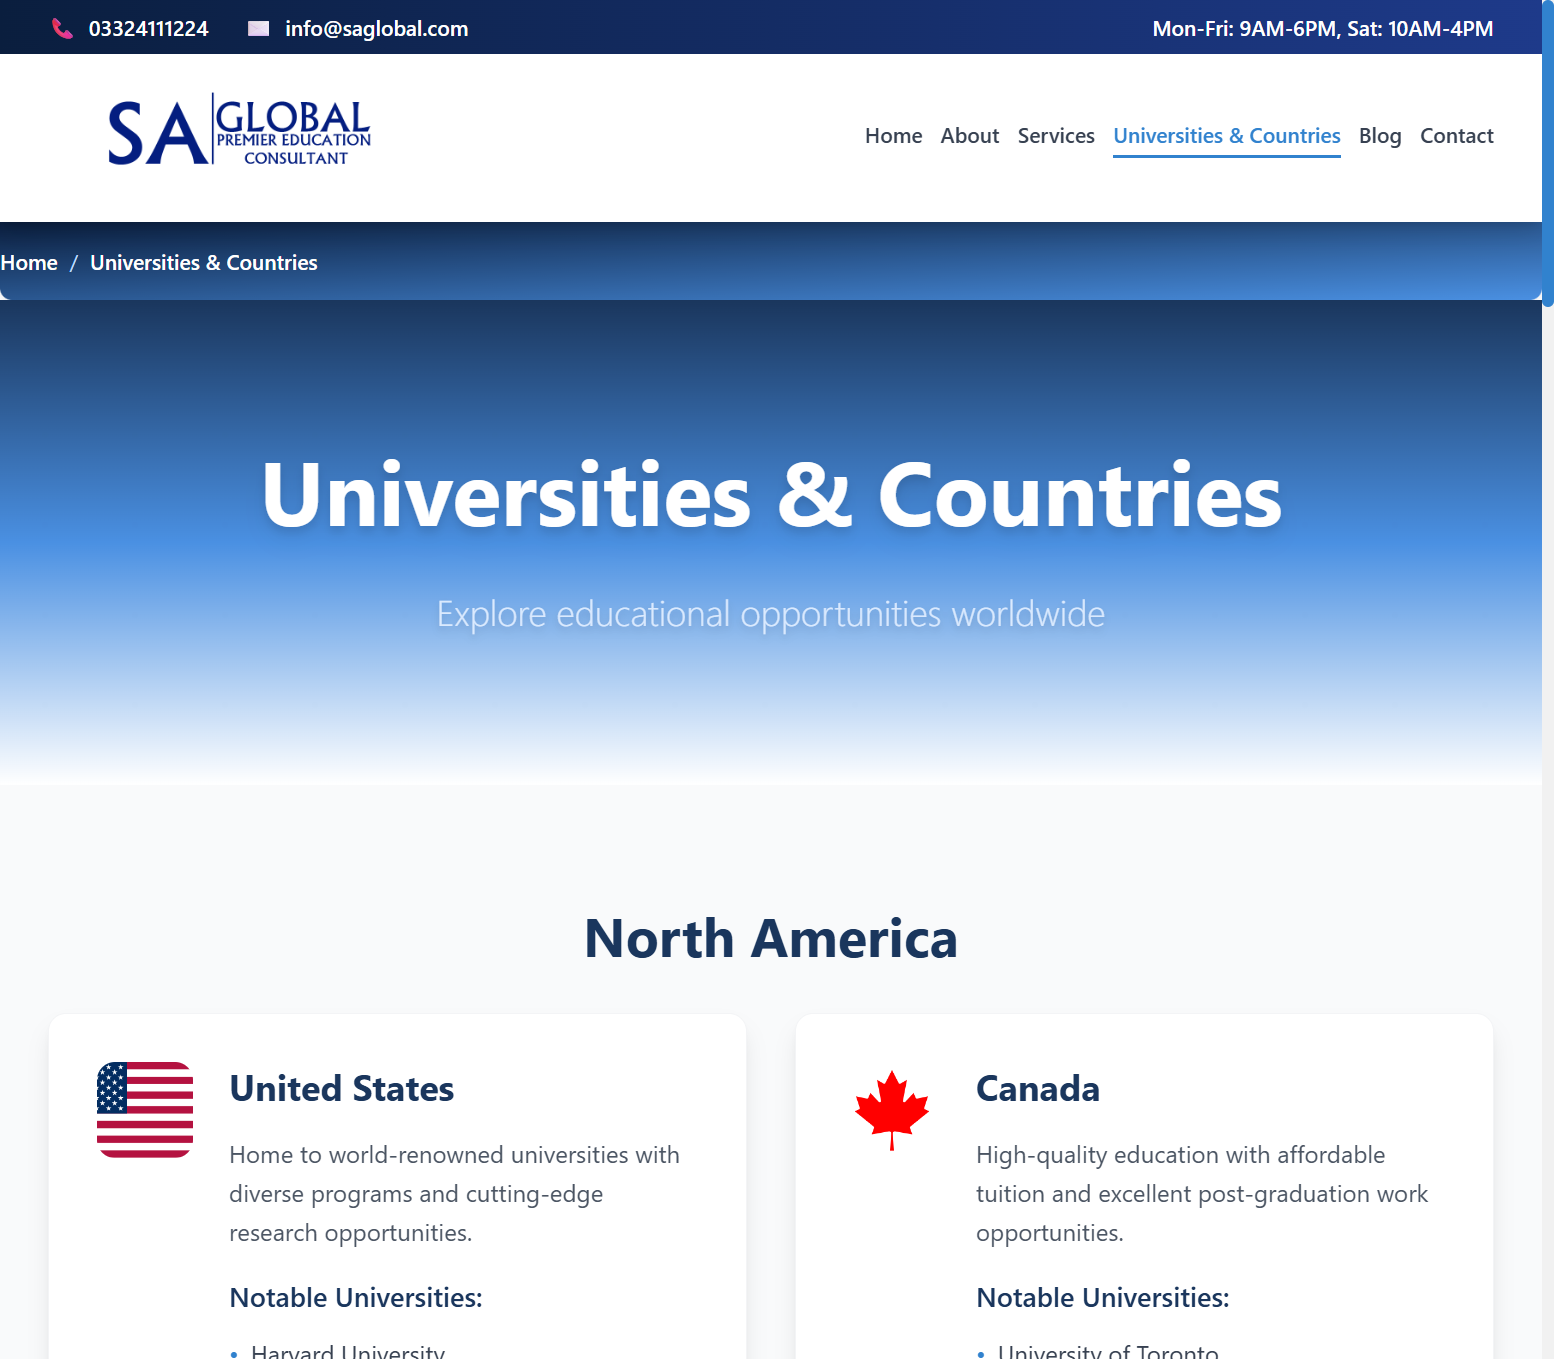 03324111224
info@saglobal.com
Mon-Fri: 9AM-6PM, Sat: 10AM-4PM
SA GLOBAL
PREMIER EDUCATION
CONSULTANT
Home About Services Universities & Countries Blog Contact
Home / Universities & Countries
Universities & Countries
Explore educational opportunities worldwide
North America
United States
Home to world-renowned universities with
diverse programs and cutting-edge
research opportunities.
Notable Universities:
• Harvard University
Canada
High-quality education with affordable
tuition and excellent post-graduation work
opportunities.
Notable Universities:
• University of Toronto